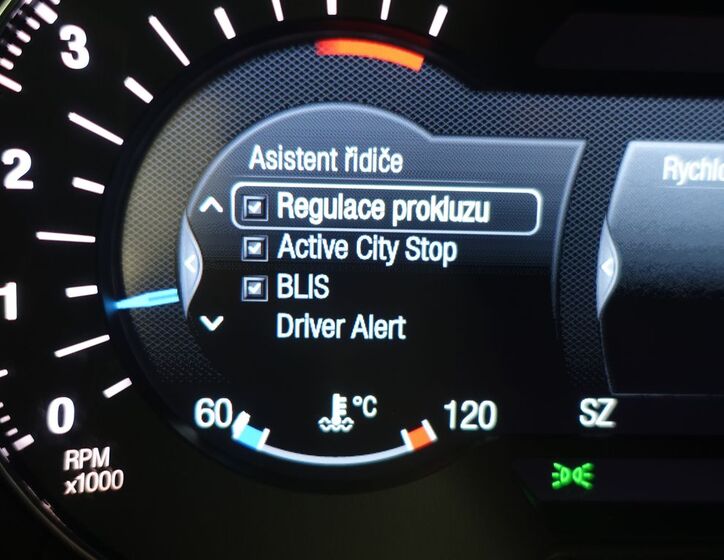 3
2
1
0
RPM
x1000
Asistent řidiče
Regulace prokluzu
Active City Stop
BLIS
Driver Alert
60 °C 120
SZ